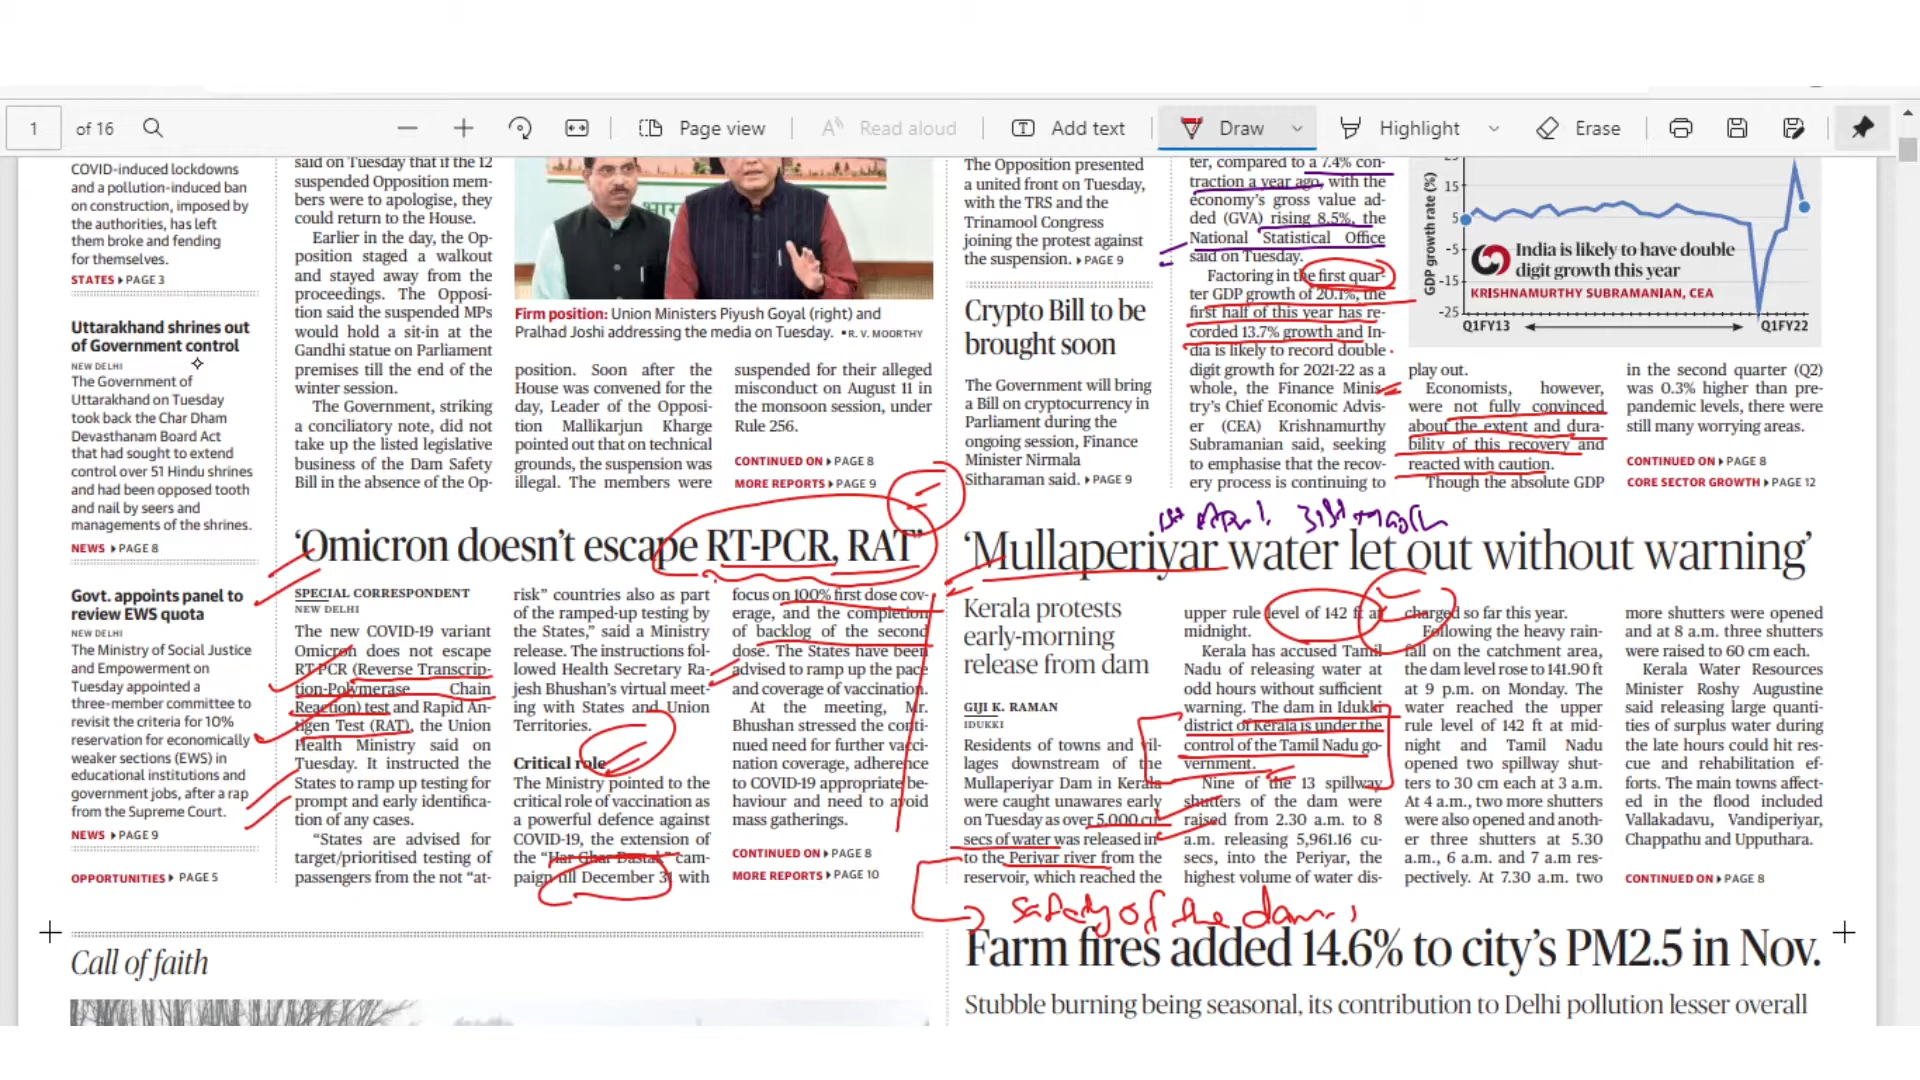 1 of 16 Page view Read aloud Add text Draw Highlight Erase
COVID-induced lockdowns
and a pollution-induced ban
on construction, imposed by
the authorities, has left
them broke and fending
for themselves.
STATES ▸ PAGE 3
Uttarakhand shrines out
of Government control
NEW DELHI
The Government of
Uttarakhand on Tuesday
took back the Char Dham
Devasthanam Board Act
that had sought to extend
control over 51 Hindu shrines
and had been opposed tooth
and nail by seers and
managements of the shrines.
NEWS ▸ PAGE 8
Govt. appoints panel to
review EWS quota
NEW DELHI
The Ministry of Social Justice
and Empowerment on
Tuesday appointed a
three-member committee to
revisit the criteria for 10%
reservation for economically
weaker sections (EWS) in
educational institutions and
government jobs, after a rap
from the Supreme Court.
NEWS ▸ PAGE 9
OPPORTUNITIES ▸ PAGE 5
said on Tuesday that if the 12
suspended Opposition mem-
bers were to apologise, they
could return to the House.
Earlier in the day, the Op-
position staged a walkout
and stayed away from the
proceedings. The Opposi-
tion said the suspended MPs
would hold a sit-in at the
Gandhi statue on Parliament
premises till the end of the
winter session.
The Government, striking
a conciliatory note, did not
take up the listed legislative
business of the Dam Safety
Bill in the absence of the Op-
Firm position: Union Ministers Piyush Goyal (right) and
Pralhad Joshi addressing the media on Tuesday. ▪ R. V. MOORTHY
position. Soon after the
House was convened for the
day, Leader of the Opposi-
tion Mallikarjun Kharge
pointed out that on technical
grounds, the suspension was
illegal. The members were
suspended for their alleged
misconduct on August 11 in
the monsoon session, under
Rule 256.
CONTINUED ON ▸ PAGE 8
MORE REPORTS ▸ PAGE 9
The Opposition presented
a united front on Tuesday,
with the TRS and the
Trinamool Congress
joining the protest against
the suspension. ▸ PAGE 9
Crypto Bill to be
brought soon
The Government will bring
a Bill on cryptocurrency in
Parliament during the
ongoing session, Finance
Minister Nirmala
Sitharaman said. ▸ PAGE 9
ter, compared to a 7.4% con-
traction a year ago, with the
economy's gross value ad-
ded (GVA) rising 8.5%, the
National Statistical Office
said on Tuesday.
Factoring in the first quar-
ter GDP growth of 20.1%, the
first half of this year has re-
corded 13.7% growth and In-
dia is likely to record double
digit growth for 2021-22 as a
whole, the Finance Minis-
try's Chief Economic Advis-
er (CEA) Krishnamurthy
Subramanian said, seeking
to emphasise that the recov-
ery process is continuing to
GDP growth rate (%)
25
15
5
-5
-15
-25
India is likely to have double
digit growth this year
KRISHNAMURTHY SUBRAMANIAN, CEA
Q1FY13 Q1FY22
play out.
Economists, however,
were not fully convinced
about the extent and dura-
bility of this recovery and
reacted with caution.
Though the absolute GDP
in the second quarter (Q2)
was 0.3% higher than pre-
pandemic levels, there were
still many worrying areas.
CONTINUED ON ▸ PAGE 8
CORE SECTOR GROWTH ▸ PAGE 12
'Omicron doesn't escape RT-PCR, RAT'
SPECIAL CORRESPONDENT
NEW DELHI
The new COVID-19 variant
Omicron does not escape
RT-PCR (Reverse Transcrip-
tion-Polymerase Chain
Reaction) test and Rapid An-
tigen Test (RAT), the Union
Health Ministry said on
Tuesday. It instructed the
States to ramp up testing for
prompt and early identifica-
tion of any cases.
"States are advised for
target/prioritised testing of
passengers from the not "at-
risk" countries also as part
of the ramped-up testing by
the States," said a Ministry
release. The instructions fol-
lowed Health Secretary Ra-
jesh Bhushan's virtual meet-
ing with States and Union
Territories.
Critical role
The Ministry pointed to the
critical role of vaccination as
a powerful defence against
COVID-19, the extension of
the "Har Ghar Dastak" cam-
paign till December 31 with
focus on 100% first dose cov-
erage, and the completion
of backlog of the second
dose. The States have been
advised to ramp up the pace
and coverage of vaccination.
At the meeting, Mr.
Bhushan stressed the conti-
nued need for further vacci-
nation coverage, adherence
to COVID-19 appropriate be-
haviour and need to avoid
mass gatherings.
CONTINUED ON ▸ PAGE 8
MORE REPORTS ▸ PAGE 10
1st April 31st March
'Mullaperiyar water let out without warning'
Kerala protests
early-morning
release from dam
GIJI K. RAMAN
IDUKKI
Residents of towns and vil-
lages downstream of the
Mullaperiyar Dam in Kerala
were caught unawares early
on Tuesday as over 5,000 cu-
secs of water was released in-
to the Periyar river from the
reservoir, which reached the
upper rule level of 142 ft at
midnight.
Kerala has accused Tamil
Nadu of releasing water at
odd hours without sufficient
warning. The dam in Idukki
district of Kerala is under the
control of the Tamil Nadu go-
vernment.
Nine of the 13 spillway
shutters of the dam were
raised from 2.30 a.m. to 8
a.m. releasing 5,961.16 cu-
secs, into the Periyar, the
highest volume of water dis-
charged so far this year.
Following the heavy rain-
fall on the catchment area,
the dam level rose to 141.90 ft
at 9 p.m. on Monday. The
water reached the upper
rule level of 142 ft at mid-
night and Tamil Nadu
opened two spillway shut-
ters to 30 cm each at 3 a.m.
At 4 a.m., two more shutters
were also opened and anoth-
er three shutters at 5.30
a.m., 6 a.m. and 7 a.m res-
pectively. At 7.30 a.m. two
more shutters were opened
and at 8 a.m. three shutters
were raised to 60 cm each.
Kerala Water Resources
Minister Roshy Augustine
said releasing large quanti-
ties of surplus water during
the late hours could hit res-
cue and rehabilitation ef-
forts. The main towns affect-
ed in the flood included
Vallakadavu, Vandiperiyar,
Chappathu and Upputhara.
CONTINUED ON ▸ PAGE 8
safety of the dam.
Call of faith
Farm fires added 14.6% to city's PM2.5 in Nov.
Stubble burning being seasonal, its contribution to Delhi pollution lesser overall